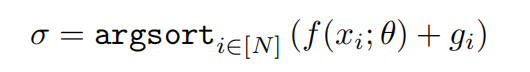 σ = argsort_{i∈[N]} (f(x_i; θ) + g_i)